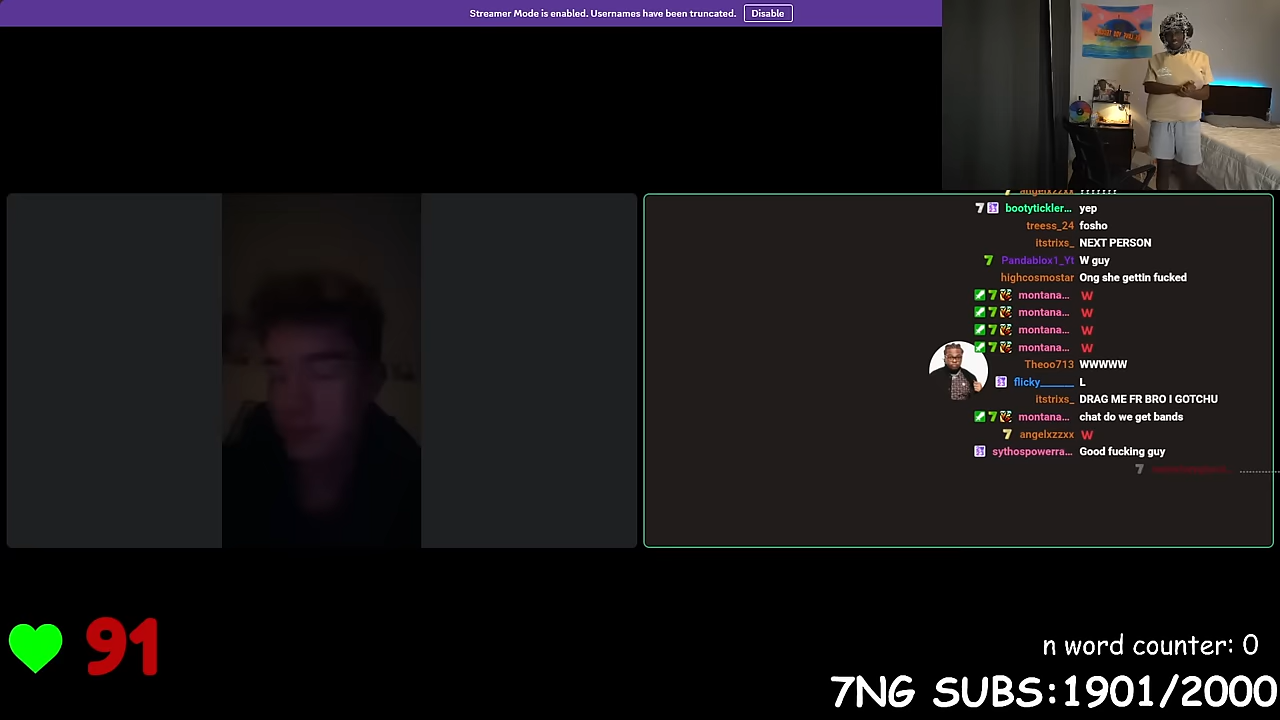 Streamer Mode is enabled. Usernames have been truncated. Disable
bootytickler... yep
treess_24 fosho
itstrixs_ NEXT PERSON
Pandablox1_Yt W guy
highcosmostar Ong she gettin fucked
montana... W
montana... W
montana... W
montana... W
Theoo713 WWWWW
flicky______ L
itstrixs_ DRAG ME FR BRO I GOTCHU
montana... chat do we get bands
angelxzzxx W
sythospowerra... Good fucking guy
91
n word counter: 0
7NG SUBS:1901/2000